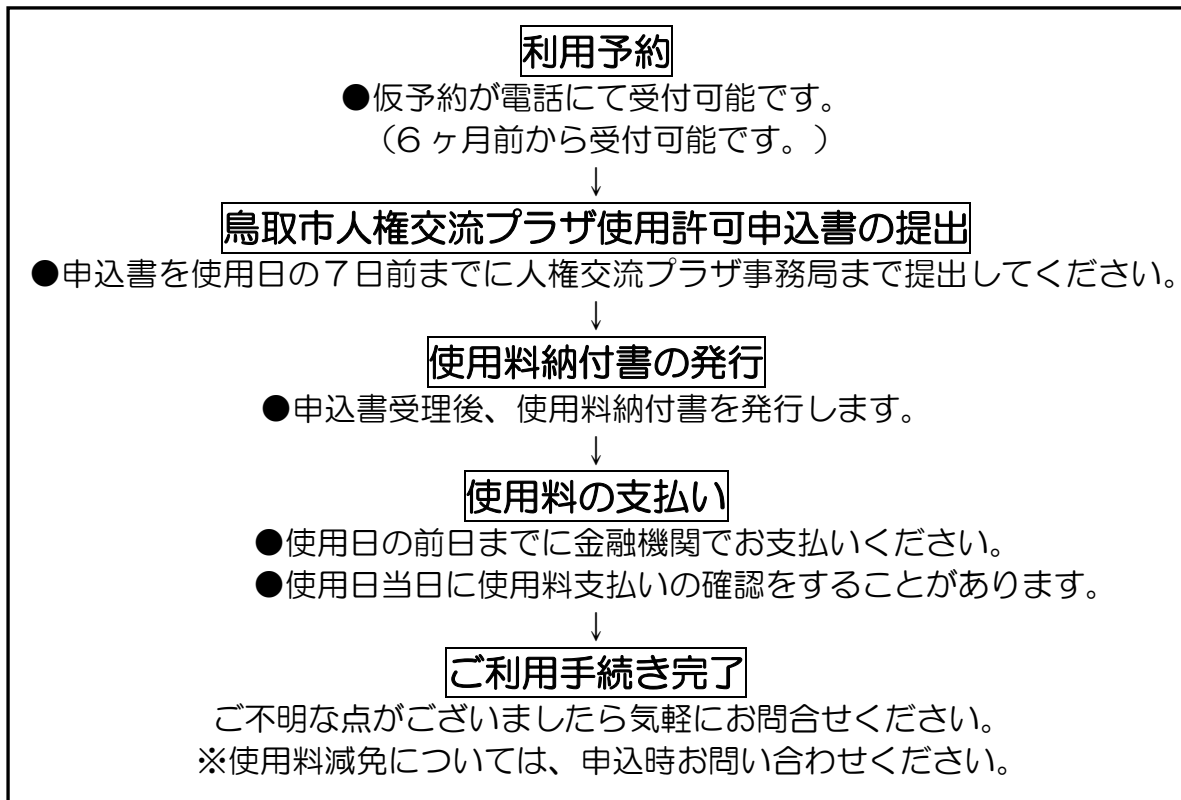 利用予約
●仮予約が電話にて受付可能です。
（6ヶ月前から受付可能です。）
↓
鳥取市人権交流プラザ使用許可申込書の提出
●申込書を使用日の７日前までに人権交流プラザ事務局まで提出してください。
↓
使用料納付書の発行
●申込書受理後、使用料納付書を発行します。
↓
使用料の支払い
●使用日の前日までに金融機関でお支払いください。
●使用日当日に使用料支払いの確認をすることがあります。
↓
ご利用手続き完了
ご不明な点がございましたら気軽にお問合せください。
※使用料減免については、申込時お問い合わせください。